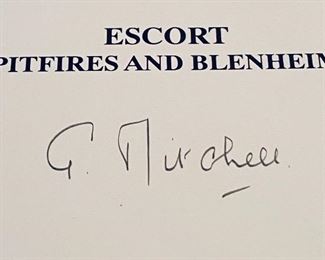 ESCORT
PITFIRES AND BLENHEIM
G. Mitchell